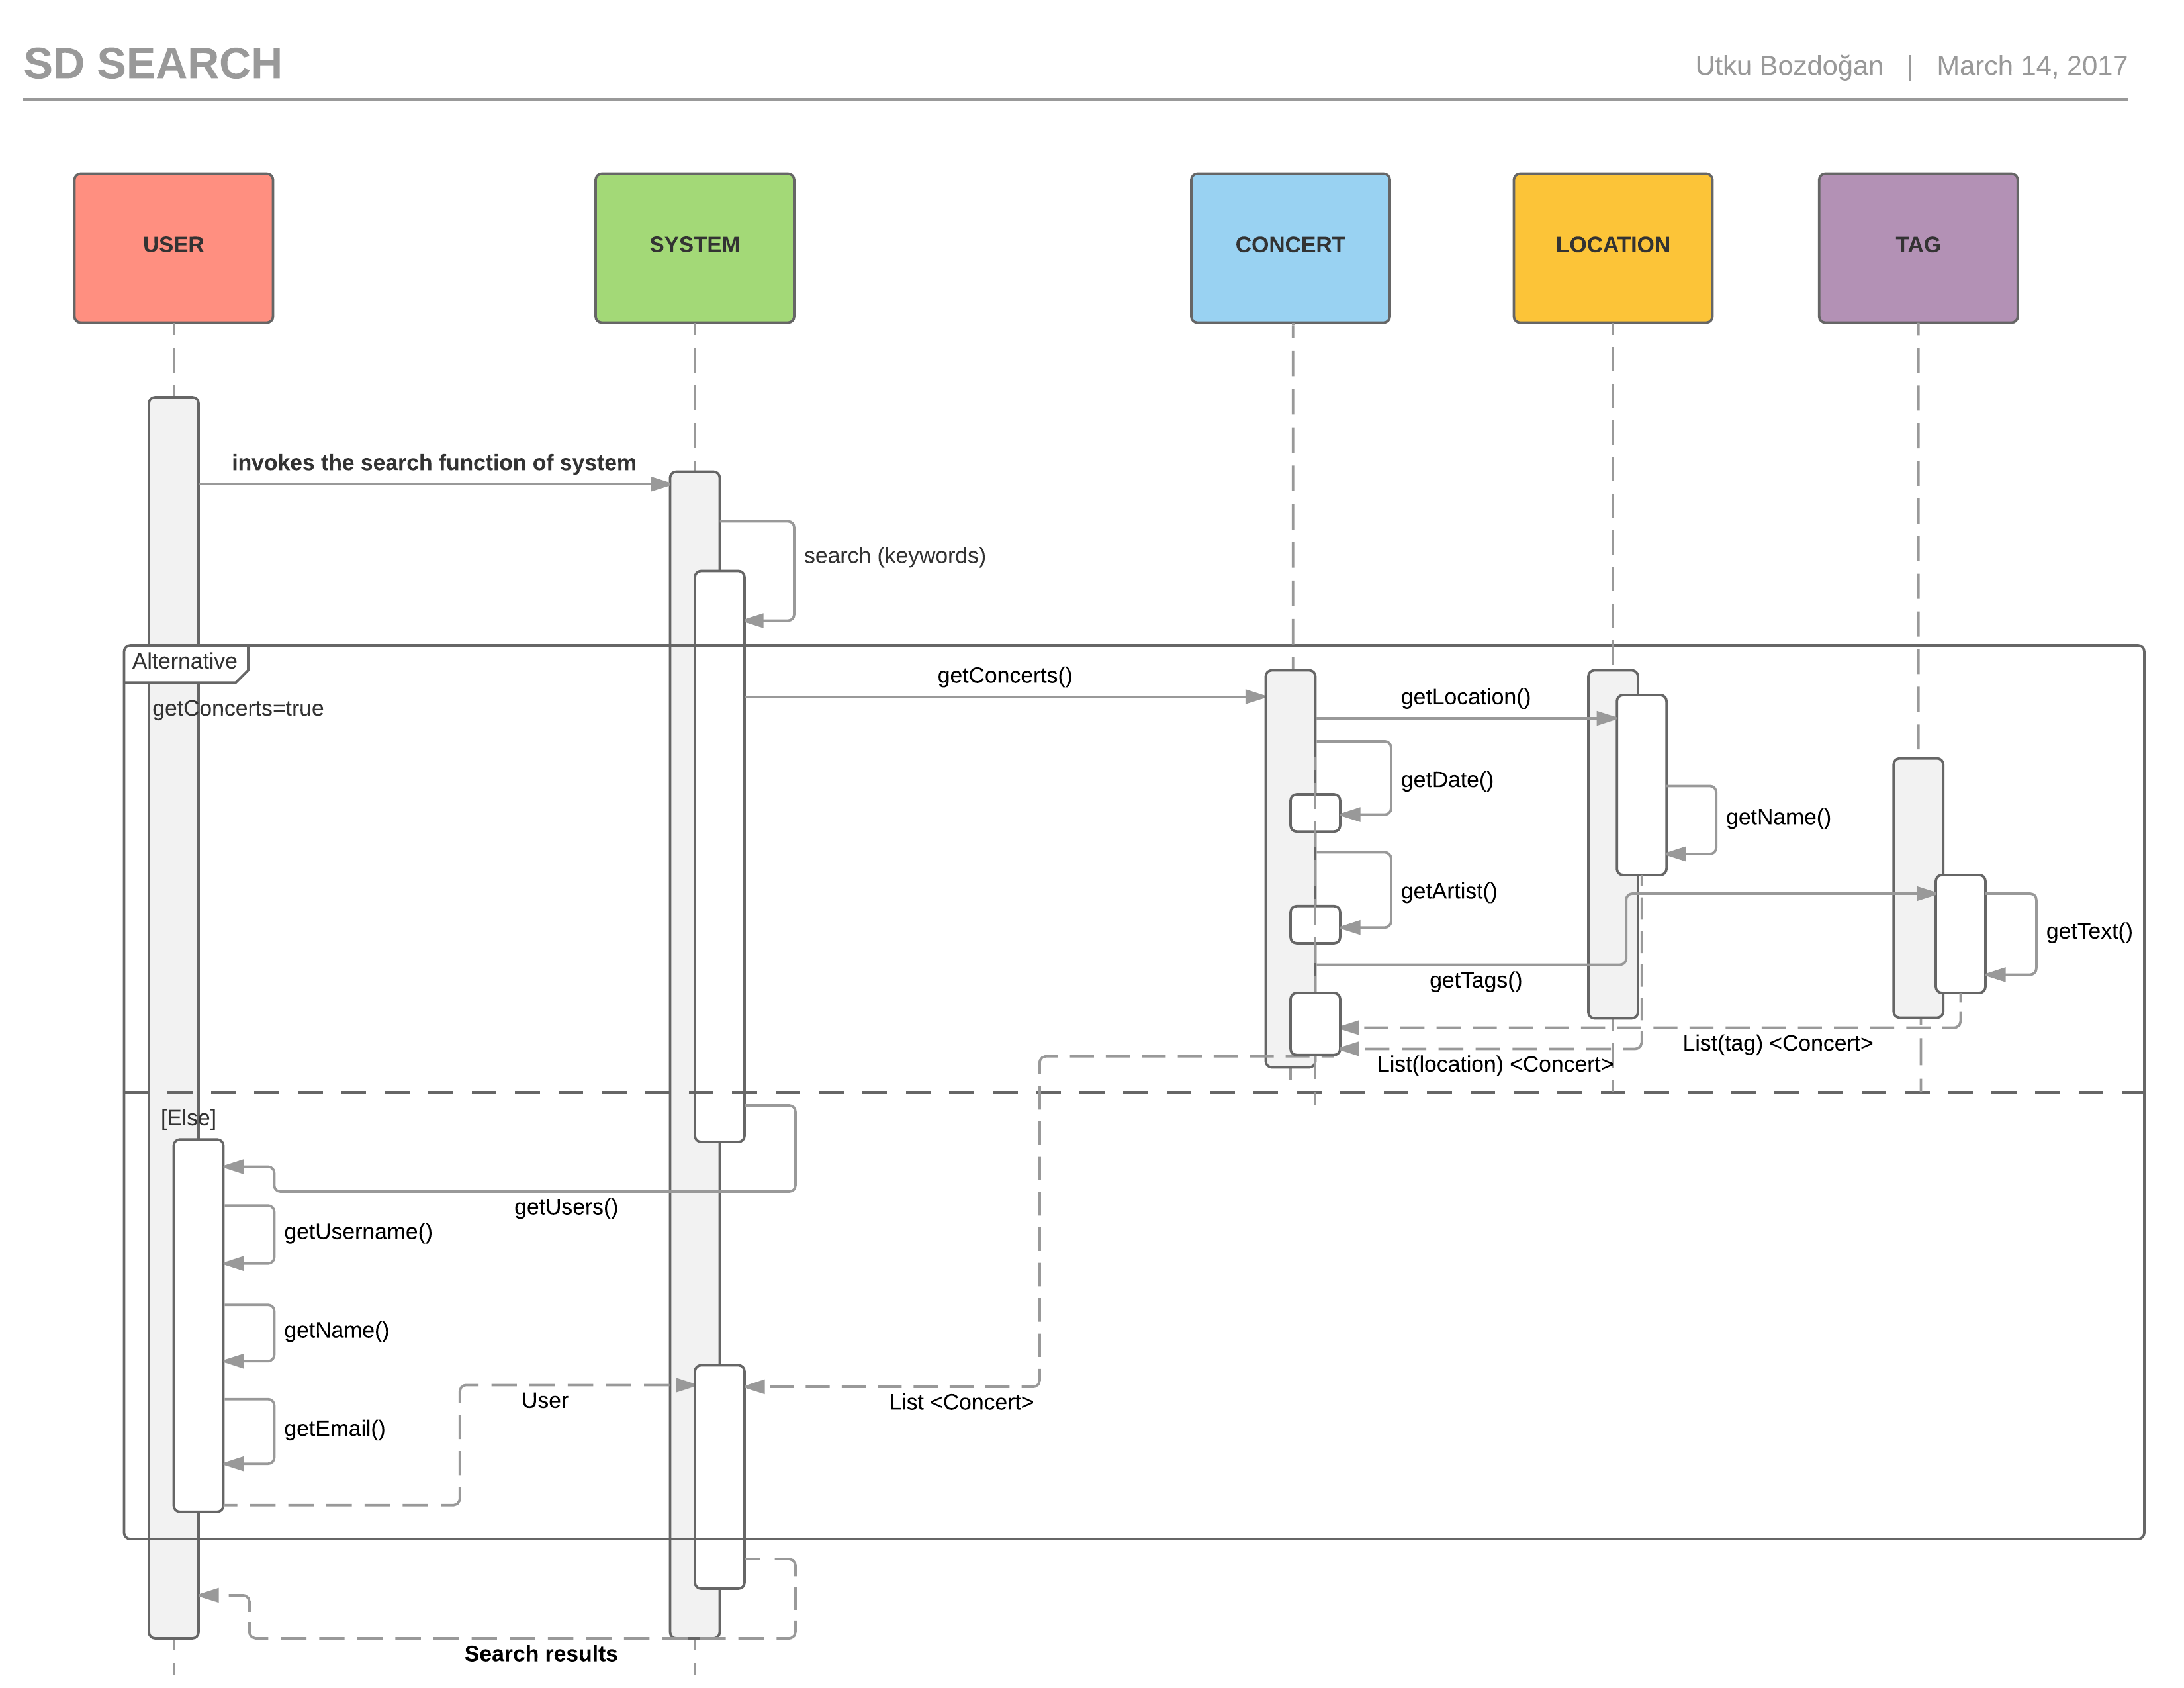 SD SEARCH
Utku Bozdoğan | March 14, 2017
USER
SYSTEM
CONCERT
LOCATION
TAG
invokes the search function of system
search (keywords)
Alternative
getConcerts=true
getConcerts()
getLocation()
getDate()
getName()
getArtist()
getText()
getTags()
List(tag) <Concert>
List(location) <Concert>
[Else]
getUsers()
getUsername()
getName()
User
List <Concert>
getEmail()
Search results